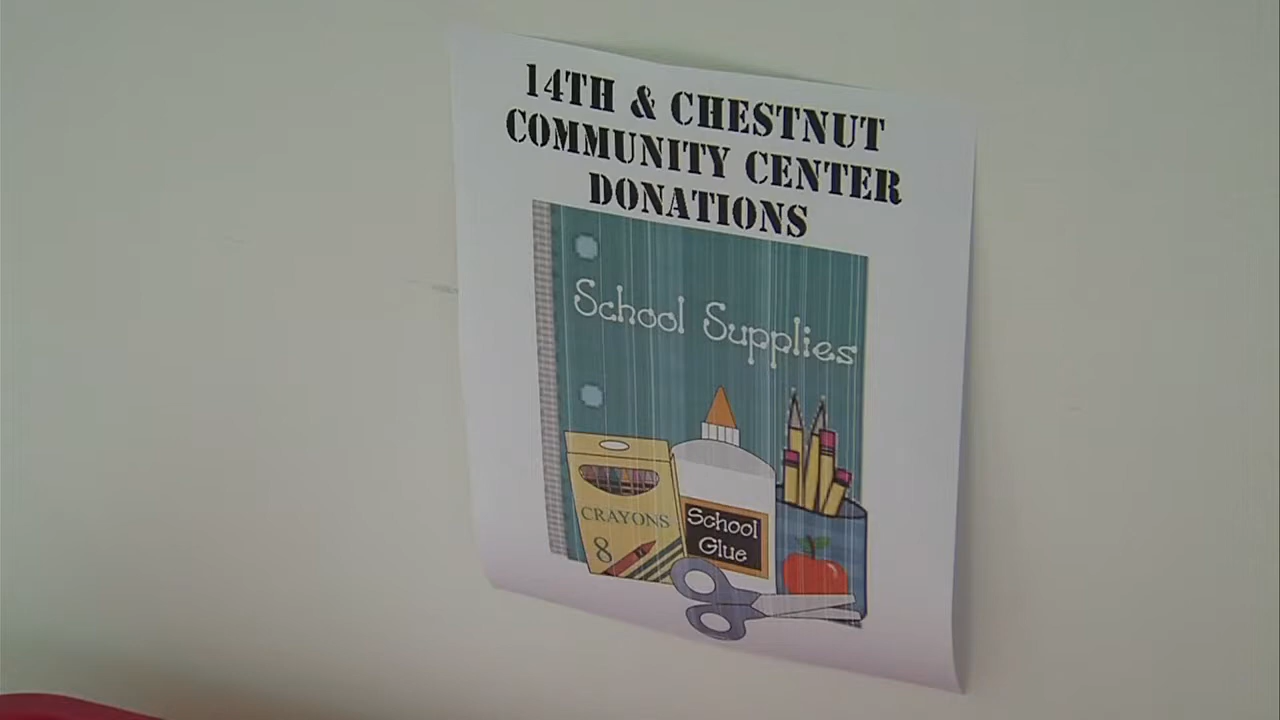 14TH & CHESTNUT
COMMUNITY CENTER
DONATIONS
School Supplies
CRAYONS
8
School
Glue